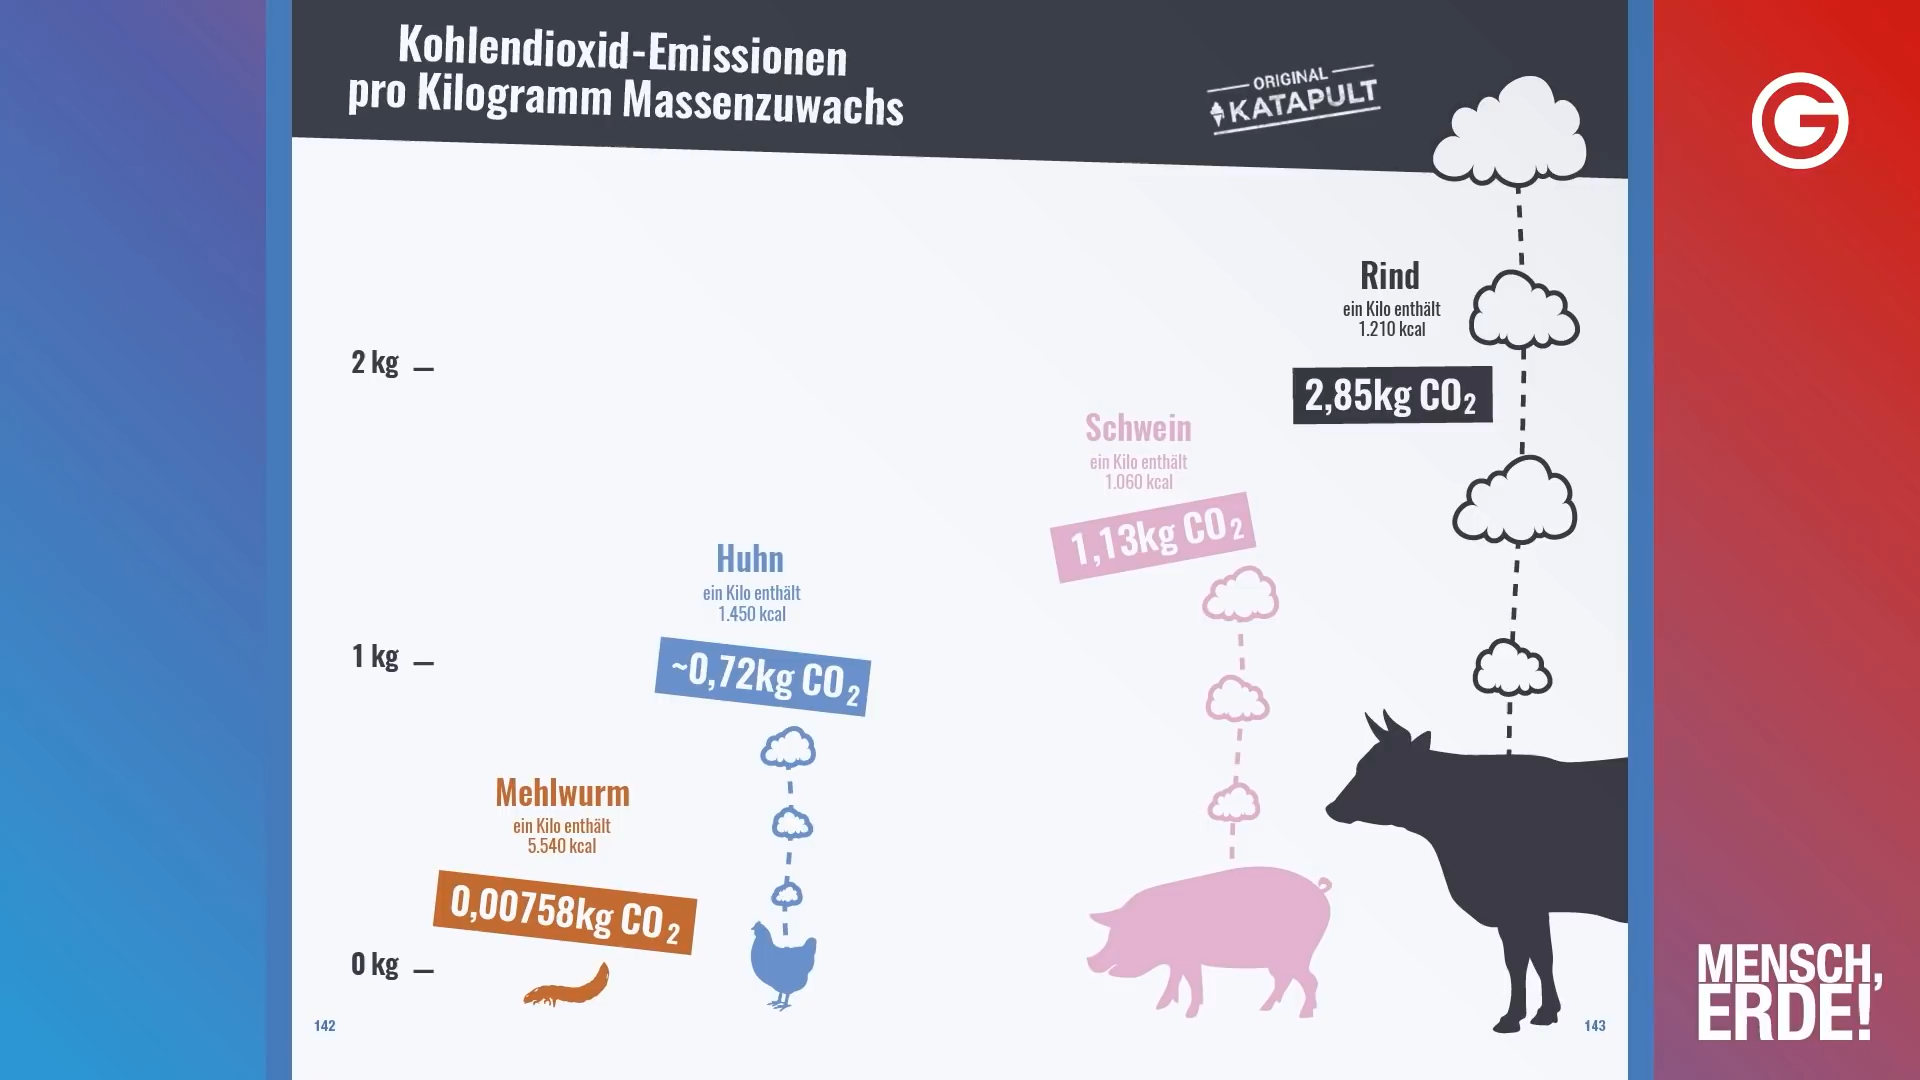 Kohlendioxid-Emissionen
pro Kilogramm Massenzuwachs
ORIGINAL
KATAPULT
G
Rind
ein Kilo enthält
1.210 kcal
2,85kg CO₂
2 kg
Schwein
ein Kilo enthält
1.060 kcal
1,13kg CO₂
Huhn
ein Kilo enthält
1.450 kcal
~0,72kg CO₂
1 kg
Mehlwurm
ein Kilo enthält
5.540 kcal
0,00758kg CO₂
0 kg
142
143
MENSCH,
ERDE!